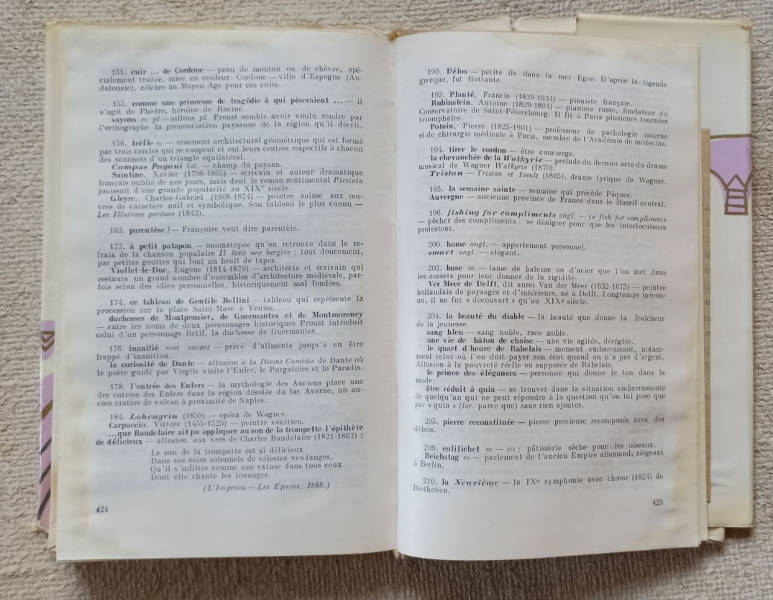 151. cuir ... de Cordoue — peau de mouton ou de chèvre, spé-
cialement traitée, mise en couleur. Cordoue — ville d'Espagne (An-
dalousie), célèbre au Moyen Age pour ces cuirs.
155. comme une princesse de tragédie à qui pèseraient ... — il
s'agit de Phèdre, héroïne de Racine.
sayons m pl — sillons pl. Proust semble avoir voulu rendre par
l'orthographe la prononciation paysanne de la région qu'il décrit.
156. trèfle m — ornement architectural géométrique qui est formé
par trois cercles qui se coupent et ont leurs centres respectifs à chacun
des sommets d'un triangle équilatéral.
Campus Pagani lat. — champ du paysan.
Saintine, Xavier (1798-1865) — écrivain et auteur dramatique
français oublié de nos jours, mais dont le roman sentimental Picciola
jouissait d'une grande popularité au XIXe siècle.
Gleyre, Charles-Gabriel (1808-1874) — peintre suisse aux œu-
vres de caractère naïf et symbolique. Son tableau le plus connu —
Les Illusions perdues (1843).
163. parentèse f — Françoise veut dire parentèle.
173. à petit patapon — onomatopée qu'on retrouve dans le re-
frain de la chanson populaire Il était une bergère : tout doucement,
par petites gouttes qui font un bruit de tapes.
Viollet-le-Duc, Eugène (1814-1879) — architecte et écrivain qui
restaura un grand nombre d'ensembles d'architecture médiévale, par-
fois selon des idées personnelles, historiquement mal fondées.
174. ce tableau de Gentile Bellini — tableau qui représente la
procession sur la place Saint-Marc à Venise.
duchesses de Montpensier, de Guermantes et de Montmorency
— entre les noms de deux personnages historiques Proust introduit
celui d'un personnage fictif, la duchesse de Guermantes.
176. inanitié — privé d'aliments jusqu'à en être
frappé d'inanition.
la curiosité de Dante — allusion à la Divine Comédie de Dante où
le poète guidé par Virgile visite l'Enfer, le Purgatoire et le Paradis.
178. l'entrée des Enfers — la mythologie des Anciens place une
des entrées des Enfers dans la région désolée du lac Averne, un an-
cien cratère de volcan à proximité de Naples.
184. Lohengrin (1850) — opéra de Wagner.
Carpaccio, Vittore (1455-1525) — peintre vénitien.
...que Baudelaire ait pu appliquer au son de la trompette l'épithète
de délicieux — allusion aux vers de Charles Baudelaire (1821-1867) :
Le son de la trompette est si délicieux
Dans ces soirs solennels de célestes vendanges,
Qu'il s'infiltre comme une extase dans tous ceux
Dont elle chante les louanges.
(L'Imprévu — Les Epaves, 1866.)
424
190. Délos — petite île dans la mer Egée. D'après la légende
grecque, fut flottante.
193. Planté, Francis (1839-1934) — pianiste français.
Rubinstein, Antoine (1829-1894) — pianiste russe, fondateur du
Conservatoire de Saint-Pétersbourg. Il fit à Paris plusieurs tournées
triomphales.
Potain, Pierre (1825-1901) — professeur de pathologie interne
et de chirurgie médicale à Paris, membre de l'Académie de médecine.
194. tirer le cordon — être concierge.
la chevauchée de la Walkyrie — prélude du dernier acte du drame
musical de Wagner Walkyrie (1870).
Tristan — Tristan et Iseult (1865), drame lyrique de Wagner.
195. la semaine sainte — semaine qui précède Pâques.
Auvergne — ancienne province de France dans le Massif central.
196. fishing for compliments angl. — to fish for compliments
— pêcher des compliments : se dénigrer pour que les interlocuteurs
protestent.
200. home angl. — appartement personnel.
smart angl. — élégant.
202. busc m — lame de baleine ou d'acier que l'on met dans
les corsets pour leur donner de la rigidité.
Ver Meer de Delft, dit aussi Van der Meer (1632-1675) — peintre
hollandais de paysages et d'intérieurs, né à Delft. Longtemps mécon-
nu, il ne fut « découvert » qu'au XIXe siècle.
204. la beauté du diable — la beauté que donne la fraîcheur
de la jeunesse.
sang bleu — sang noble, race noble.
une vie de bâton de chaise — une vie agitée, déréglée.
le quart d'heure de Rabelais — moment embarrassant, notam-
ment celui où l'on doit payer son écot quand on n'a pas d'argent.
Allusion à la pauvreté réelle ou supposée de Rabelais.
le prince des élégances — personne qui donne le ton dans la
mode.
être réduit à quia — se trouver dans la situation embarrassante
de quelqu'un qui ne peut répondre à la question qu'on lui pose que
par « quia » (lat. parce que) sans rien ajouter.
205. pierre reconstituée — pierre précieuse recomposée avec des
débris.
209. colifichet m — ici : pâtisserie sèche pour les oiseaux.
Reichstag m — parlement de l'ancien Empire allemand, siégeant
à Berlin.
210. la Neuvième — la IXe symphonie avec chœur (1824) de
Beethoven.
425